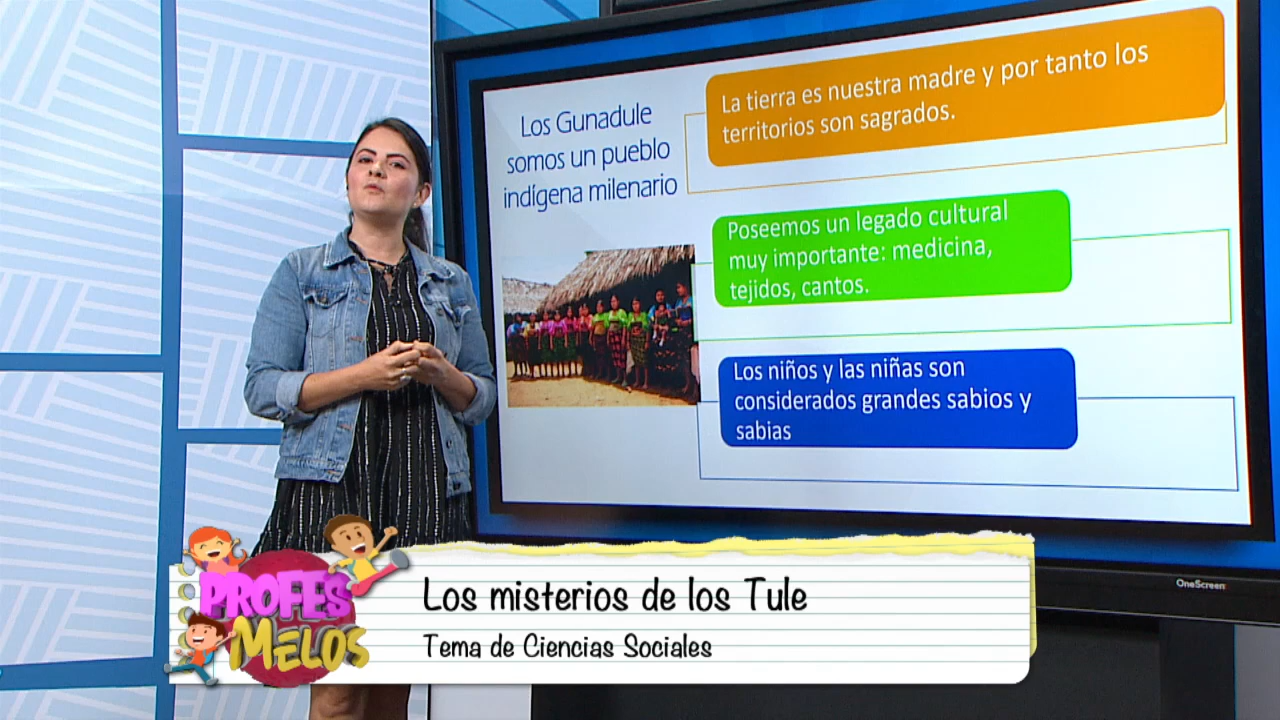 Los Gunadule
somos un pueblo
indígena milenario
La tierra es nuestra madre y por tanto los
territorios son sagrados.
Poseemos un legado cultural
muy importante: medicina,
tejidos, cantos.
Los niños y las niñas son
considerados grandes sabios y
sabias
OneScreen
PROFES
MELOS
Los misterios de los Tule
Tema de Ciencias Sociales